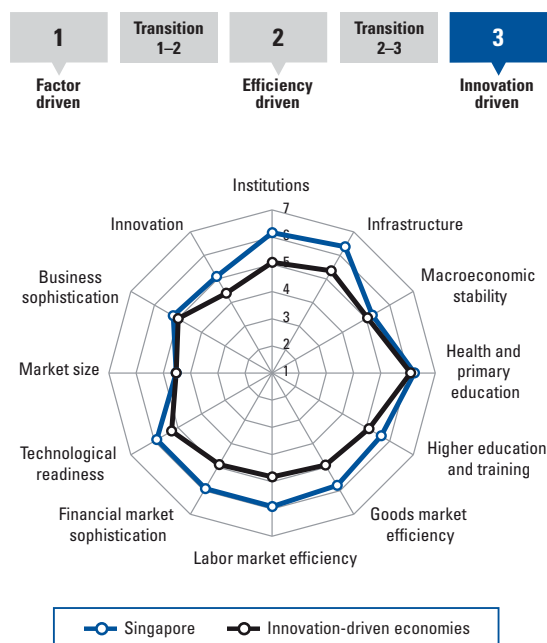 1
Transition
1–2
2
Transition
2–3
3
Factor
driven
Efficiency
driven
Innovation
driven
Institutions
7
Innovation
Infrastructure
6
Business
sophistication
5
Macroeconomic
stability
4
3
2
Market size
1
Health and
primary
education
Technological
readiness
Higher education
and training
Financial market
sophistication
Goods market
efficiency
Labor market efficiency
Singapore
Innovation-driven economies